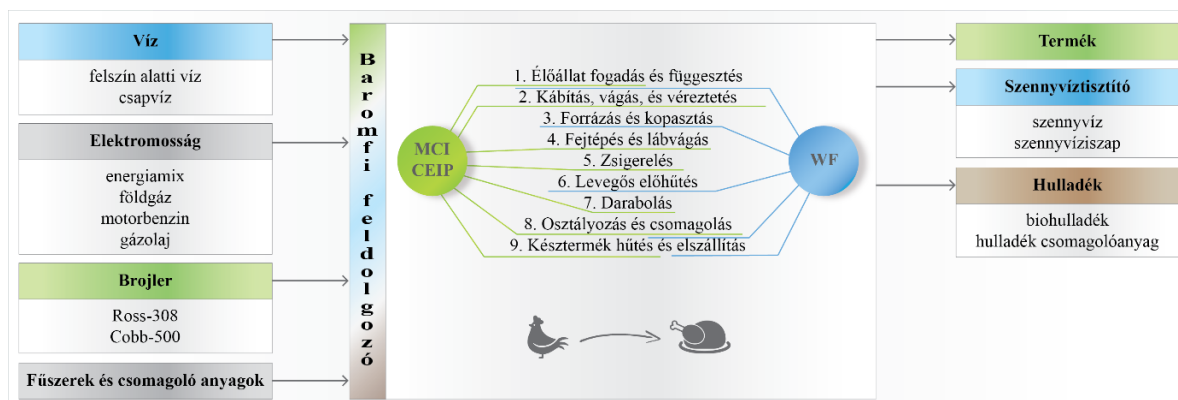 Víz
felszín alatti víz
csapvíz
Elektromosság
energiamix
földgáz
motorbenzin
gázolaj
Brojler
Ross-308
Cobb-500
Fűszerek és csomagoló anyagok
Baromfi feldolgozó
MCI
CEIP
1. Élőállat fogadás és függesztés
2. Kábítás, vágás, és véreztetés
3. Forrázás és kopasztás
4. Fejtépés és lábvágás
5. Zsigerelés
6. Levegős előhűtés
7. Darabolás
8. Osztályozás és csomagolás
9. Késztermék hűtés és elszállítás
WF
Termék
Szennyvíztisztító
szennyvíz
szennyvíziszap
Hulladék
biohulladék
hulladék csomagolóanyag